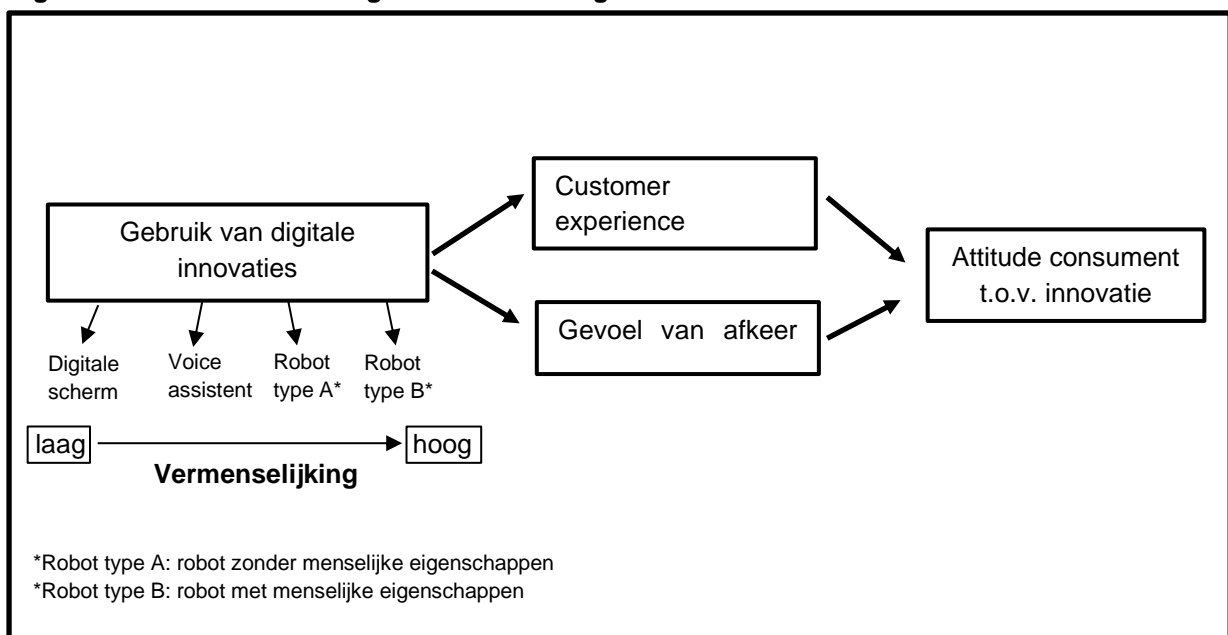 Customer
experience
Gebruik van digitale
innovaties
Attitude consument
t.o.v. innovatie
Gevoel van afkeer
Digitale
scherm
Voice
assistent
Robot
type A*
Robot
type B*
laag
hoog
Vermenselijking
*Robot type A: robot zonder menselijke eigenschappen
*Robot type B: robot met menselijke eigenschappen